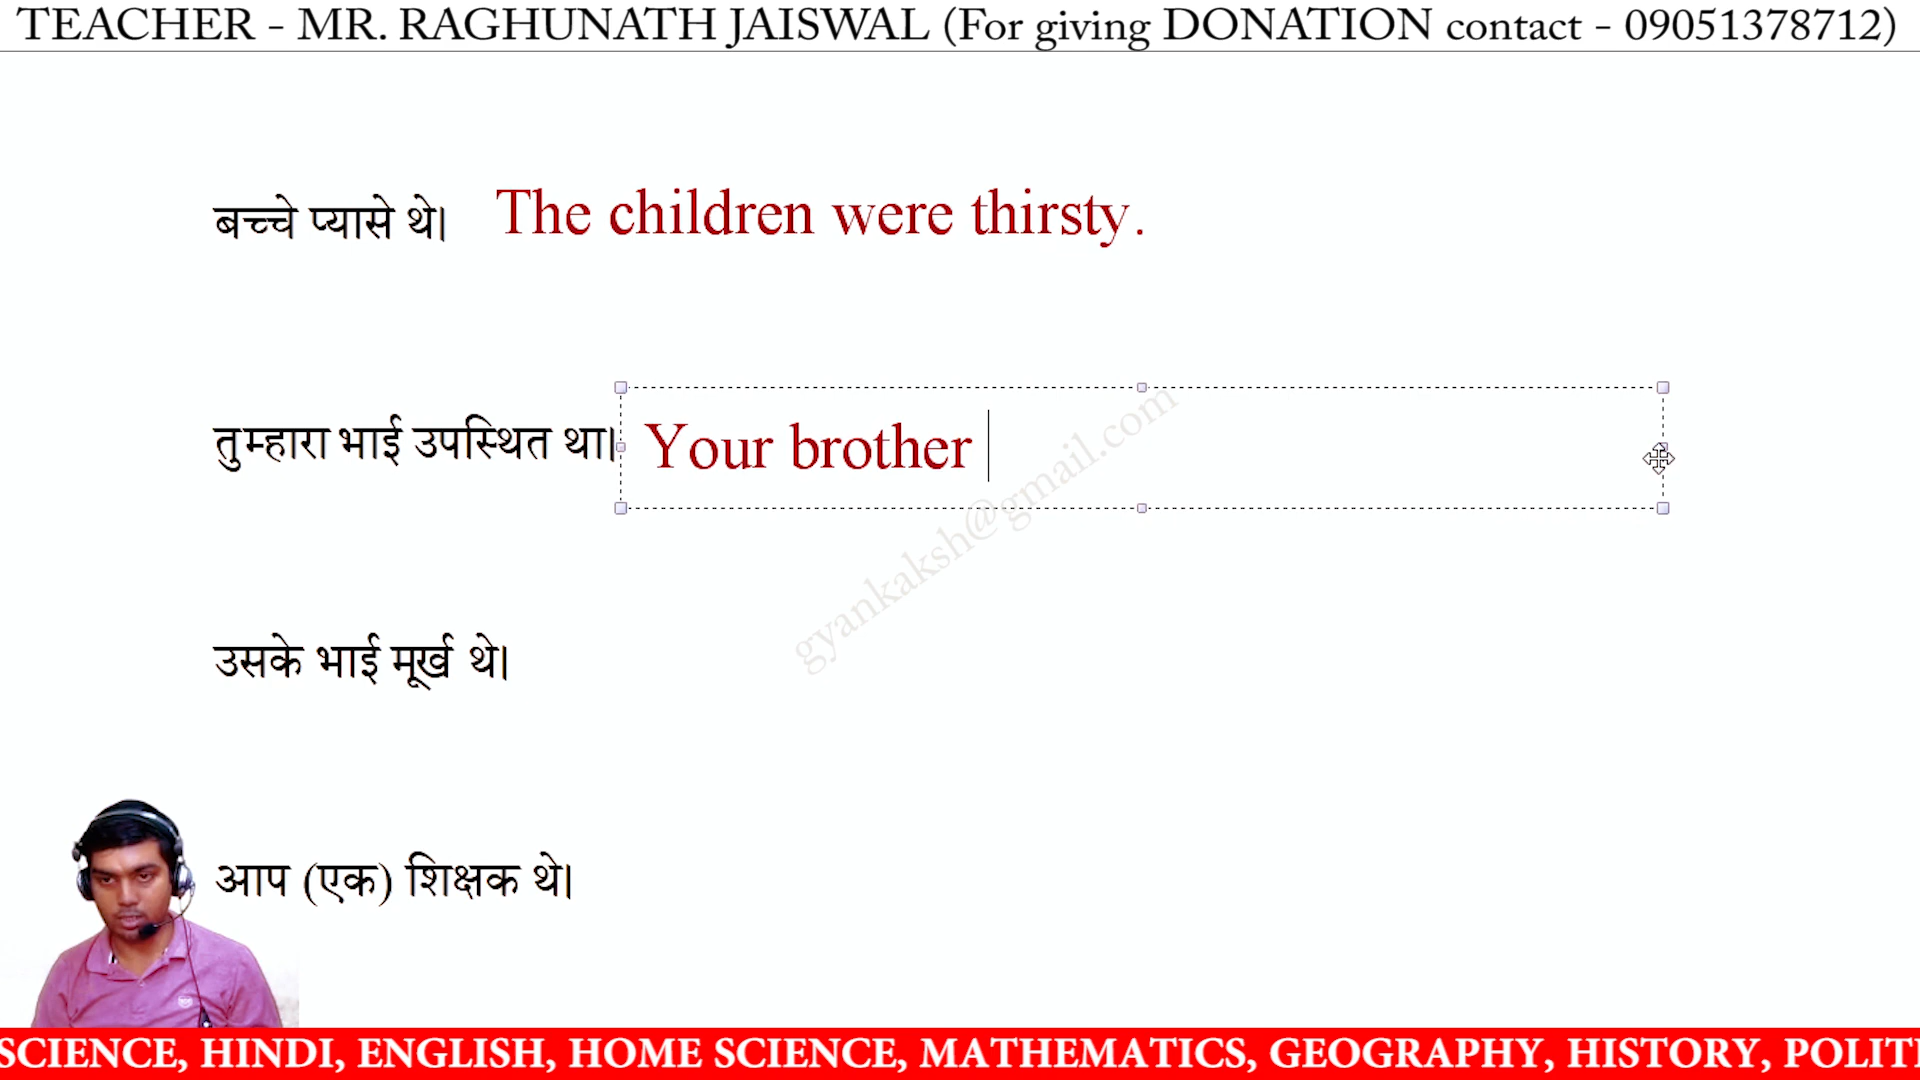 TEACHER - MR. RAGHUNATH JAISWAL (For giving DONATION contact - 09051378712)
बच्चे प्यासे थे। The children were thirsty.
तुम्हारा भाई उपस्थित था। Your brother
gyankaksh@gmail.com
उसके भाई मूर्ख थे।
आप (एक) शिक्षक थे।
SCIENCE, HINDI, ENGLISH, HOME SCIENCE, MATHEMATICS, GEOGRAPHY, HISTORY, POLITI